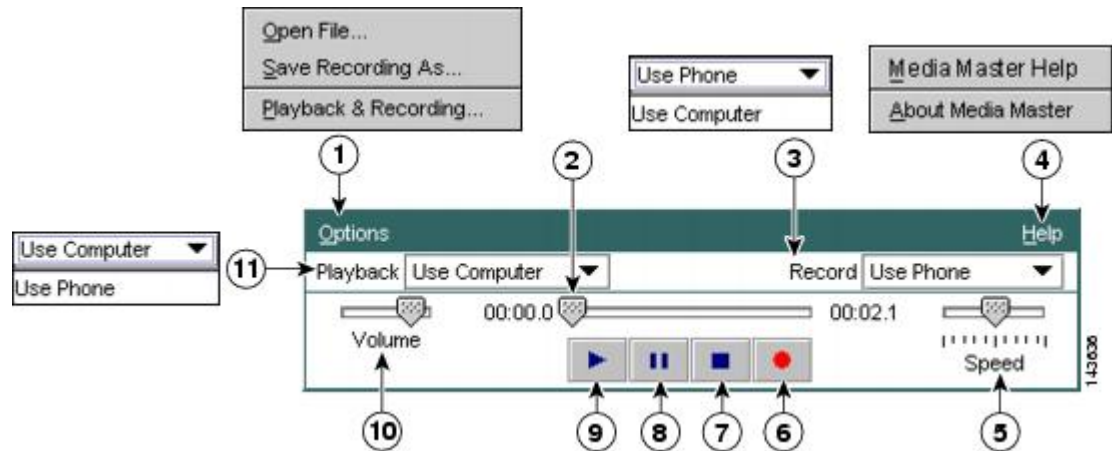 Open File...
Save Recording As...
Playback & Recording...
Use Phone
Use Computer
Media Master Help
About Media Master
1
2
3
4
Options
Help
Use Computer
Use Phone
11
Playback
Use Computer
Record
Use Phone
00:00.0
00:02.1
Volume
Speed
143636
10
9
8
7
6
5